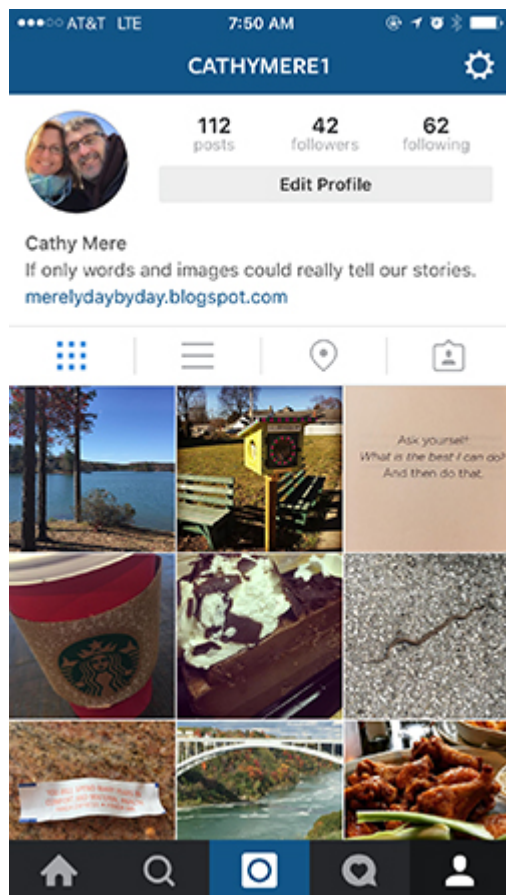 AT&T LTE 7:50 AM
CATHYMERE1
112 42 62
posts followers following
Edit Profile
Cathy Mere
If only words and images could really tell our stories.
merelydaybyday.blogspot.com
Ask yourself
What is the best I can do?
And then do that.